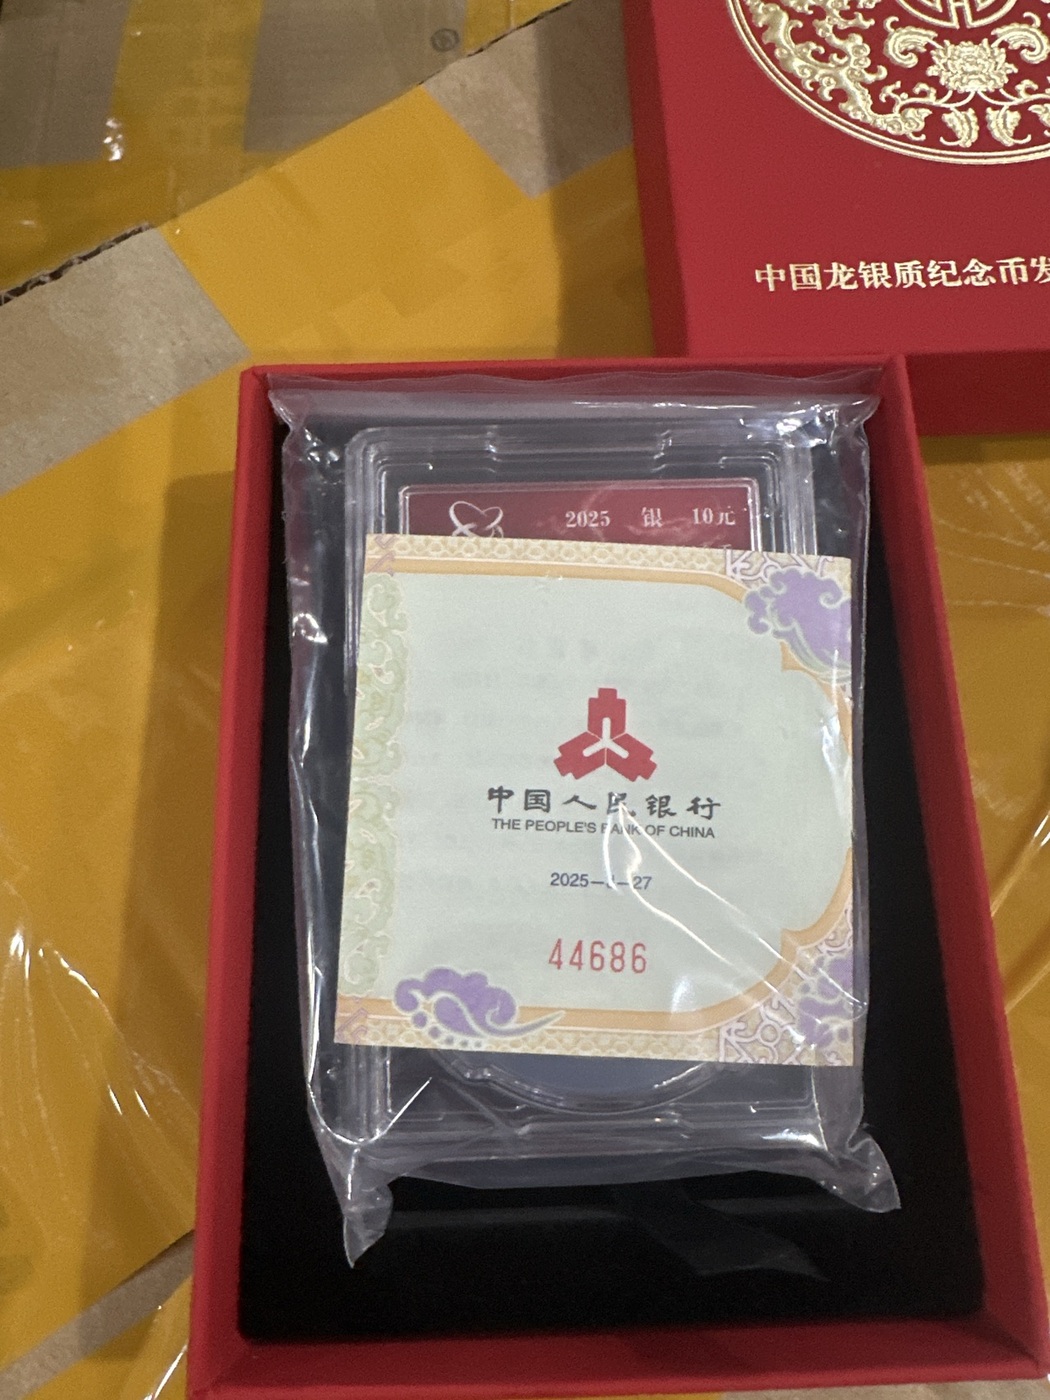 中国龙银质纪念币发
2025 银 10元
中国人民银行
THE PEOPLE'S BANK OF CHINA
44686